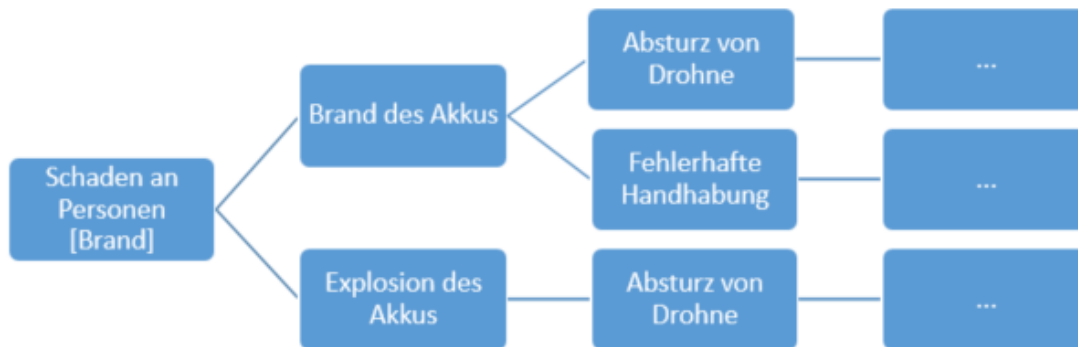 Schaden an
Personen
[Brand]
Brand des Akkus
Explosion des
Akkus
Absturz von
Drohne
Fehlerhafte
Handhabung
Absturz von
Drohne
...
...
...